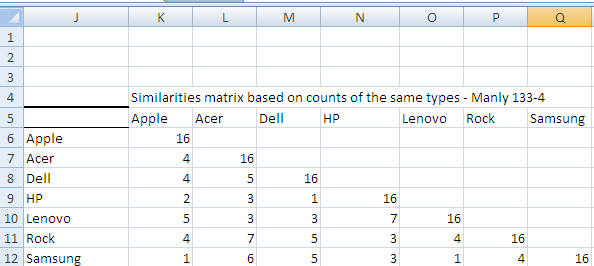 J K L M N O P Q
1
2
3
4 Similarities matrix based on counts of the same types - Manly 133-4
5 Apple Acer Dell HP Lenovo Rock Samsung
6 Apple 16
7 Acer 4 16
8 Dell 4 5 16
9 HP 2 3 1 16
10 Lenovo 5 3 3 7 16
11 Rock 4 7 5 3 4 16
12 Samsung 1 6 5 3 1 4 16